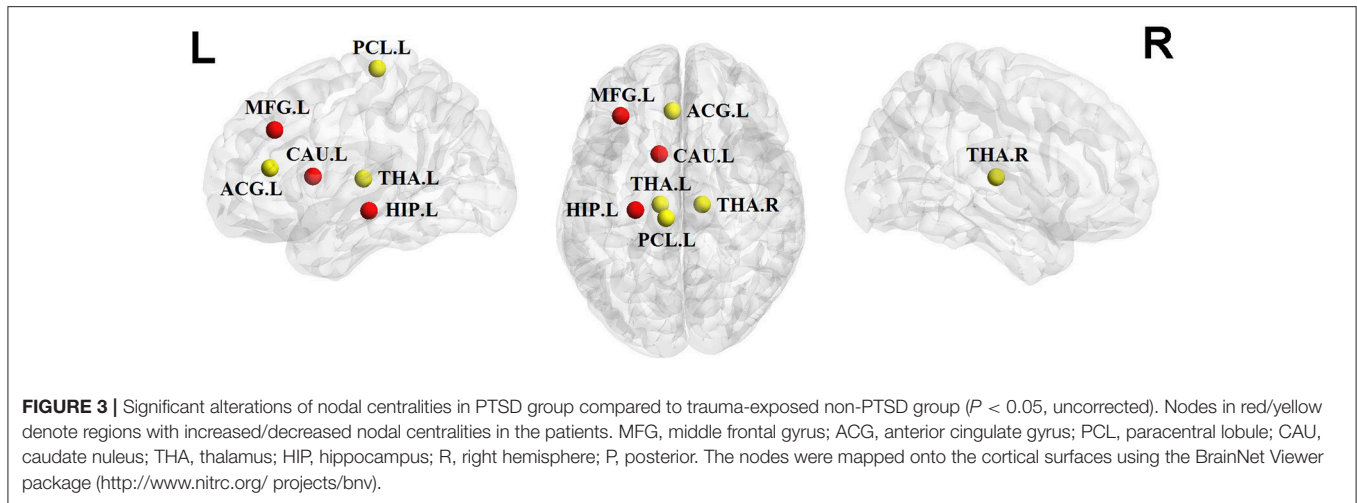 L
R
PCL.L
MFG.L
CAU.L
ACG.L
THA.L
HIP.L
MFG.L
ACG.L
CAU.L
THA.L
HIP.L
THA.R
PCL.L
THA.R
FIGURE 3 | Significant alterations of nodal centralities in PTSD group compared to trauma-exposed non-PTSD group (P < 0.05, uncorrected). Nodes in red/yellow
denote regions with increased/decreased nodal centralities in the patients. MFG, middle frontal gyrus; ACG, anterior cingulate gyrus; PCL, paracentral lobule; CAU,
caudate nuleus; THA, thalamus; HIP, hippocampus; R, right hemisphere; P, posterior. The nodes were mapped onto the cortical surfaces using the BrainNet Viewer
package (http://www.nitrc.org/ projects/bnv).